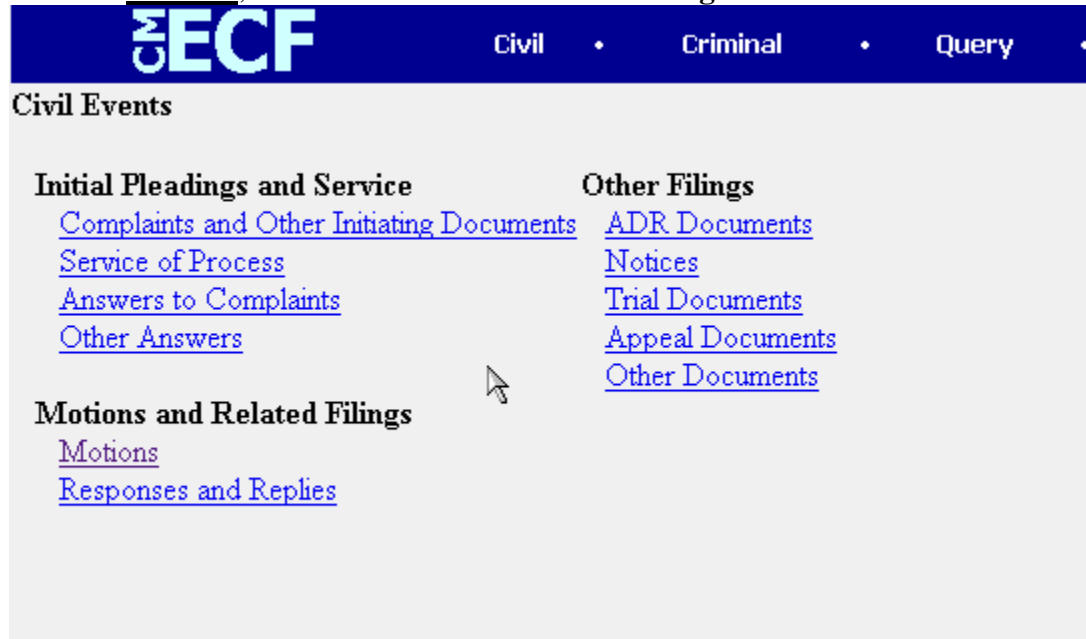 CM ECF Civil • Criminal • Query •
Civil Events
Initial Pleadings and Service
Complaints and Other Initiating Documents
Service of Process
Answers to Complaints
Other Answers
Motions and Related Filings
Motions
Responses and Replies
Other Filings
ADR Documents
Notices
Trial Documents
Appeal Documents
Other Documents